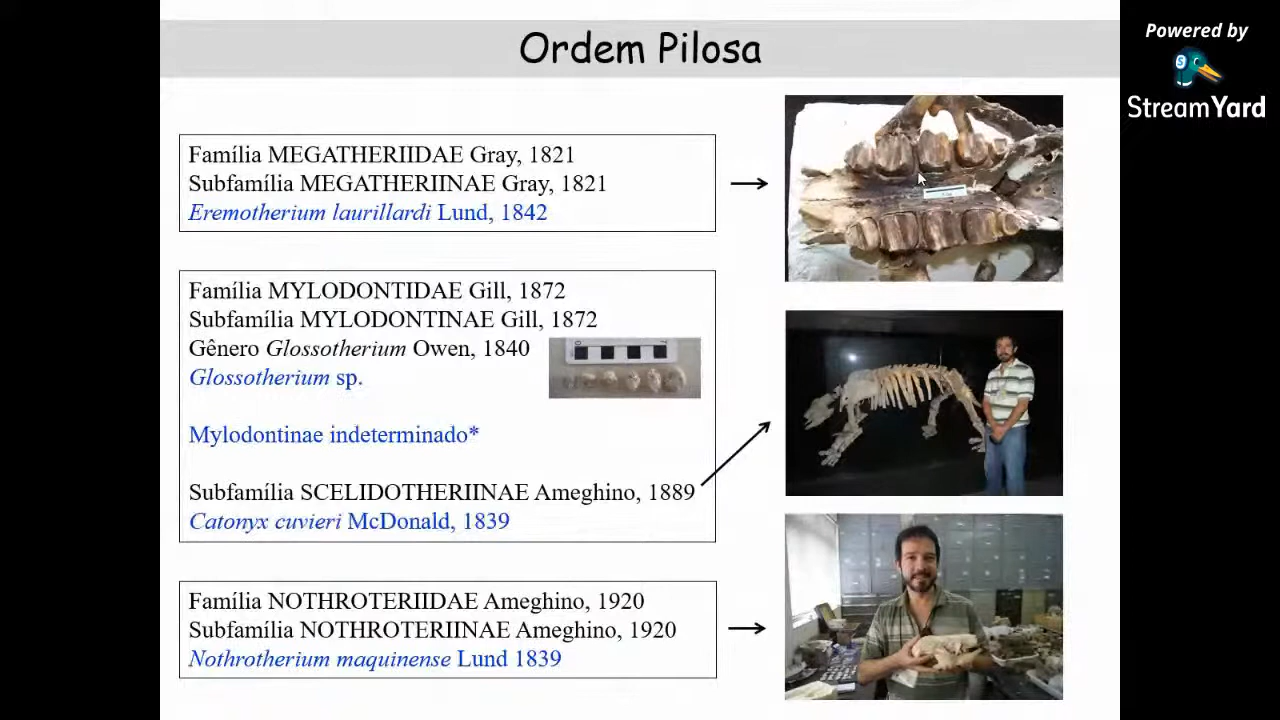 Ordem Pilosa
Powered by
StreamYard
Família MEGATHERIIDAE Gray, 1821
Subfamília MEGATHERIINAE Gray, 1821
Eremotherium laurillardi Lund, 1842
Família MYLODONTIDAE Gill, 1872
Subfamília MYLODONTINAE Gill, 1872
Gênero Glossotherium Owen, 1840
Glossotherium sp.
Mylodontinae indeterminado*
Subfamília SCELIDOTHERIINAE Ameghino, 1889
Catonyx cuvieri McDonald, 1839
Família NOTHROTERIIDAE Ameghino, 1920
Subfamília NOTHROTERIINAE Ameghino, 1920
Nothrotherium maquinense Lund 1839